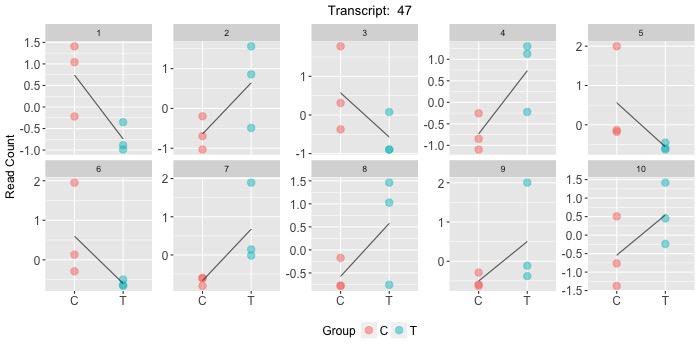 Transcript: 47
1 2 3 4 5
1.5 1.0 0.5 0.0 -0.5 -1.0
1 0 -1
1 0 -1
1.0 0.5 0.0 -0.5 -1.0
2 1 0
Read Count
6 7 8 9 10
2 1 0
2 1 0
1.5 1.0 0.5 0.0 -0.5
2 1 0
1.5 1.0 0.5 0.0 -0.5 -1.0 -1.5
C T C T C T C T C T
Group C T